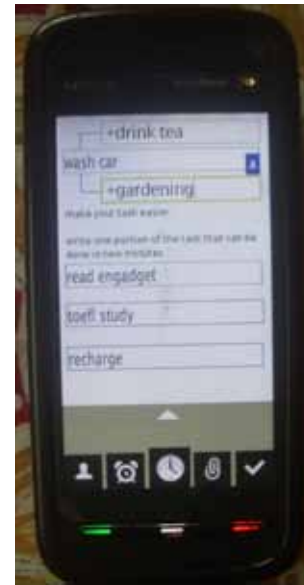 +drink tea
wash car
+gardening
make your task easier
write one portion of the task that can be
done in two minutes
read engadget
toefl study
recharge